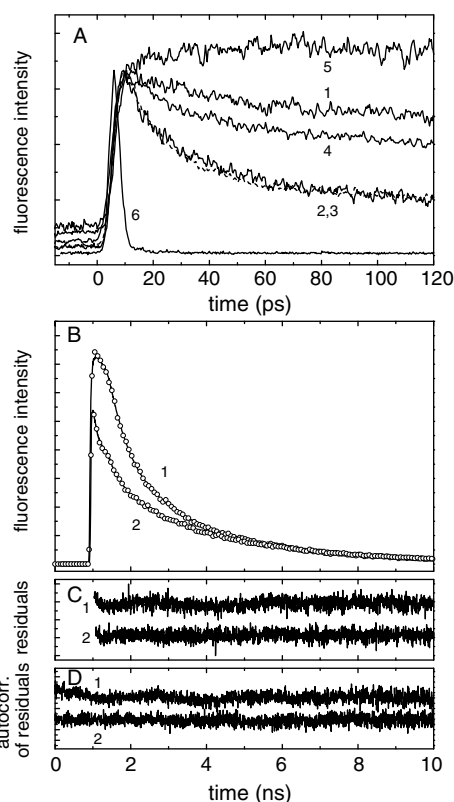 A
fluorescence intensity
5
1
4
2,3
6
0 20 40 60 80 100 120
time (ps)
B
fluorescence intensity
1
2
C
residuals
1
2
D
autocorr.
of residuals
1
2
0 2 4 6 8 10
time (ns)